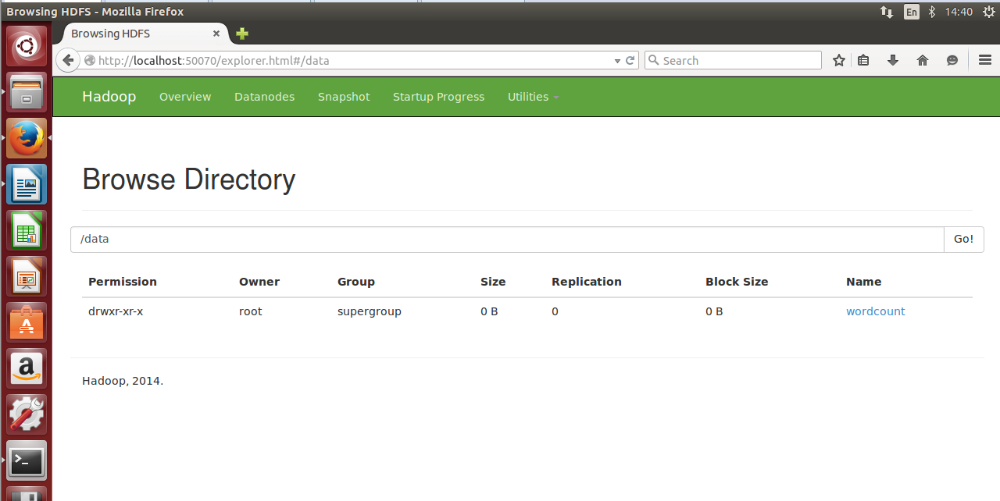 Browsing HDFS - Mozilla Firefox En 14:40
Browsing HDFS
http://localhost:50070/explorer.html#/data Search
Hadoop Overview Datanodes Snapshot Startup Progress Utilities
Browse Directory
/data Go!
Permission Owner Group Size Replication Block Size Name
drwxr-xr-x root supergroup 0 B 0 0 B wordcount
Hadoop, 2014.